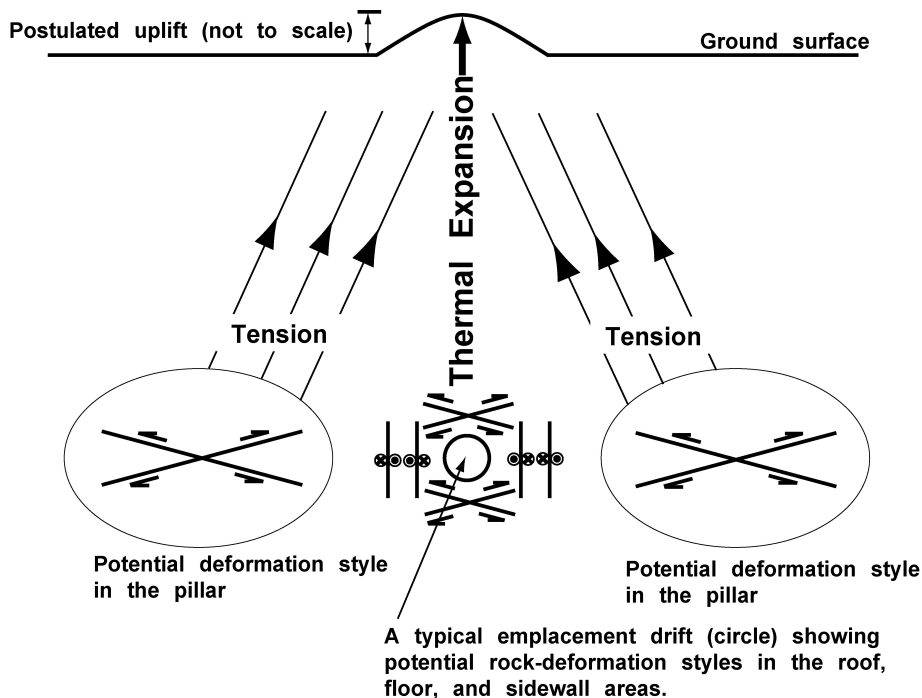 Postulated uplift (not to scale)
Ground surface
Thermal Expansion
Tension
Tension
Potential deformation style
in the pillar
Potential deformation style
in the pillar
A typical emplacement drift (circle) showing
potential rock-deformation styles in the roof,
floor, and sidewall areas.